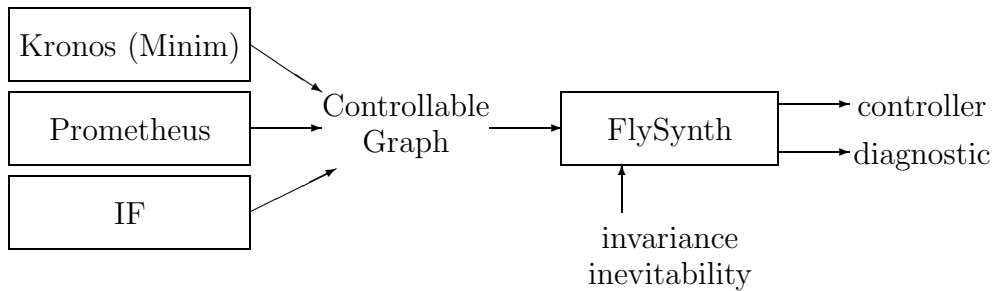 Kronos (Minim)
Prometheus
IF
Controllable
Graph
FlySynth
controller
diagnostic
invariance
inevitability